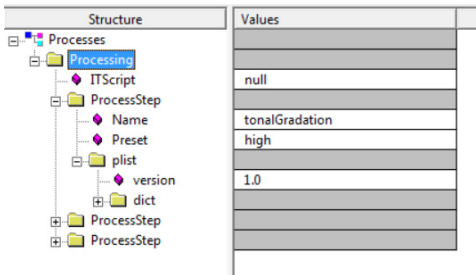 Structure Values
Processes
Processing
ITScript null
ProcessStep
Name tonalGradation
Preset high
plist
version 1.0
dict
ProcessStep
ProcessStep